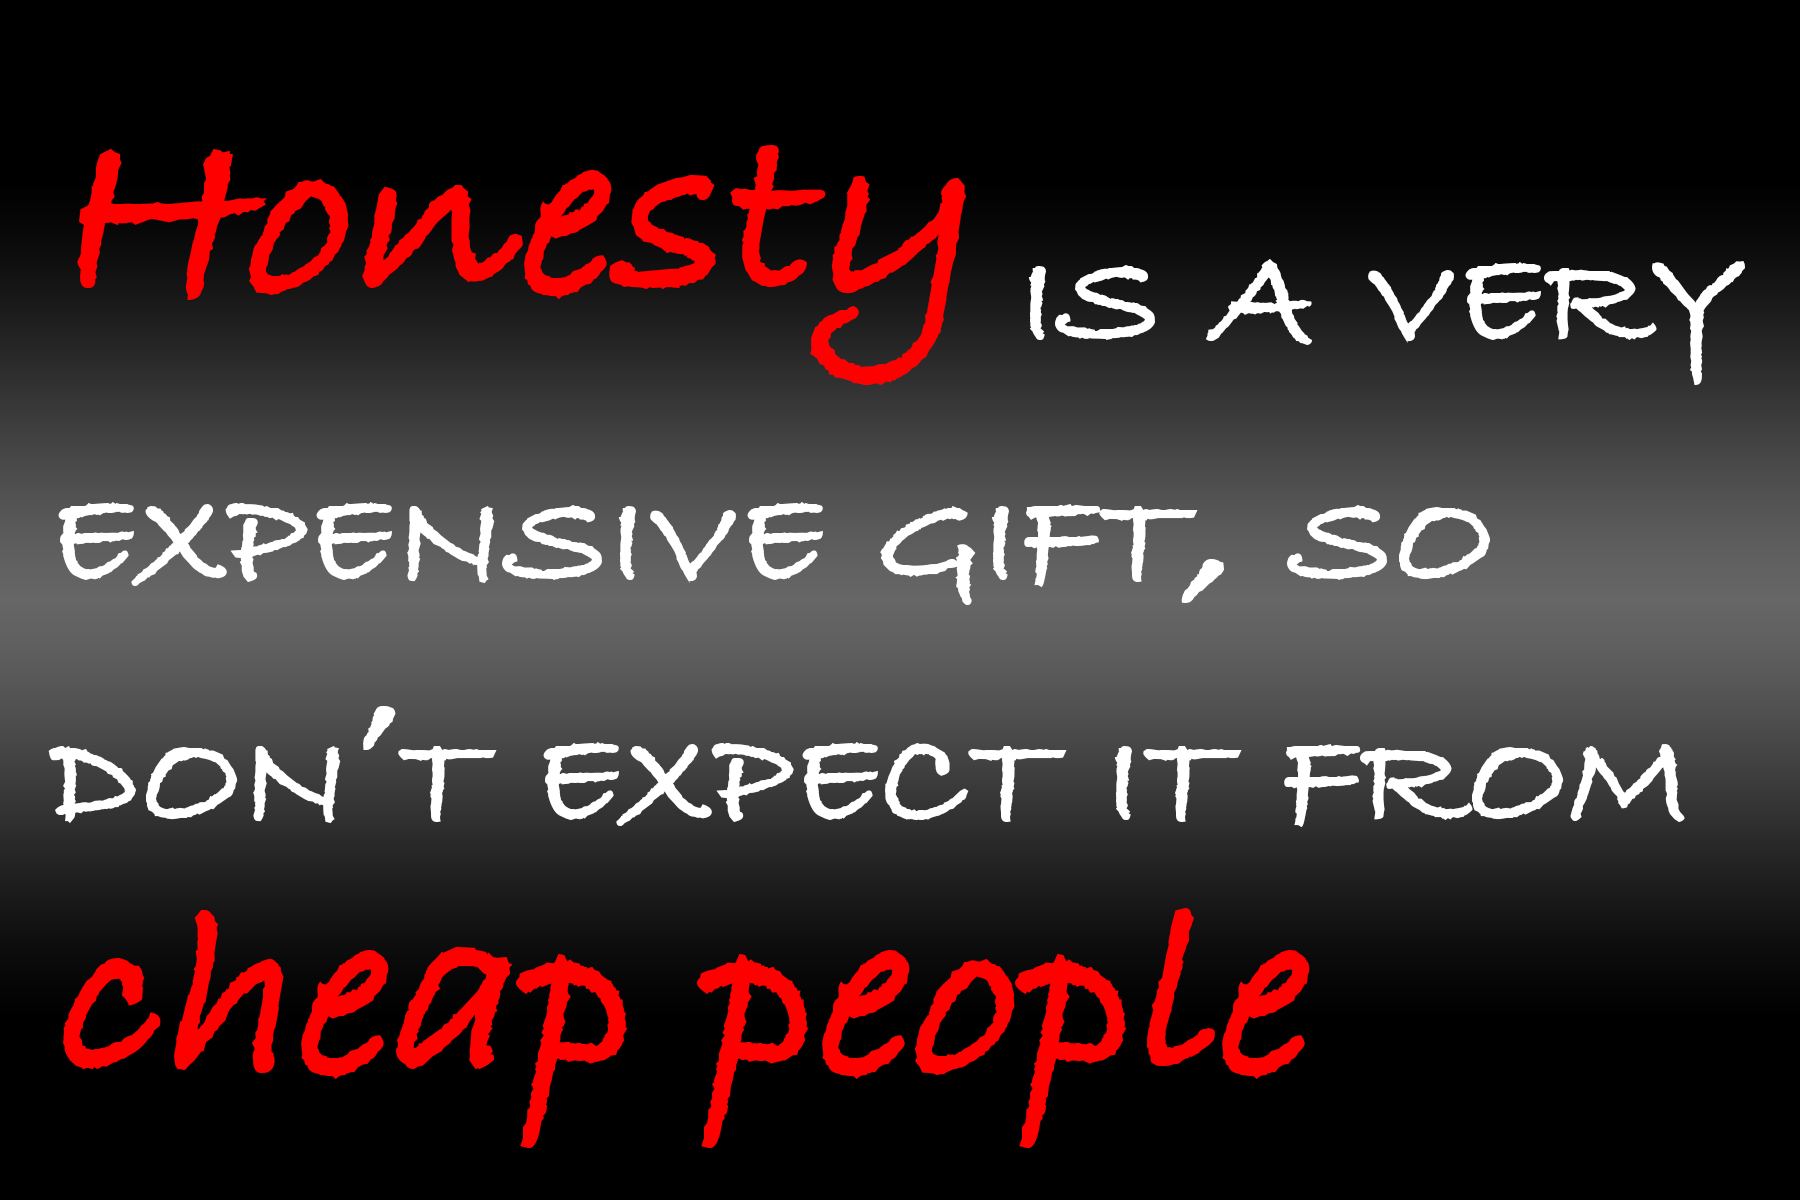 Honesty IS A VERY
EXPENSIVE GIFT, SO
DON'T EXPECT IT FROM
cheap people